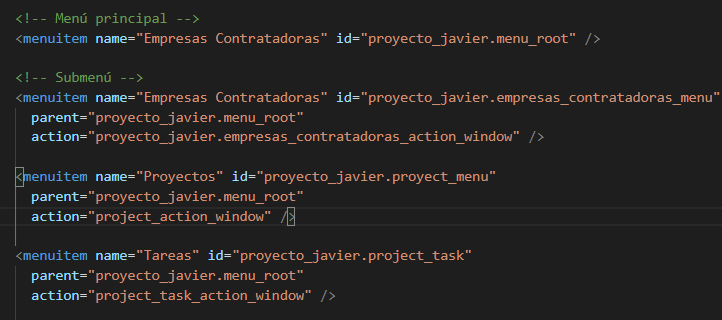 <!-- Menú principal -->
<menuitem name="Empresas Contratadoras" id="proyecto_javier.menu_root" />
<!-- Submenú -->
<menuitem name="Empresas Contratadoras" id="proyecto_javier.empresas_contratadoras_menu"
parent="proyecto_javier.menu_root"
action="proyecto_javier.empresas_contratadoras_action_window" />
<menuitem name="Proyectos" id="proyecto_javier.proyect_menu"
parent="proyecto_javier.menu_root"
action="project_action_window" />
<menuitem name="Tareas" id="proyecto_javier.project_task"
parent="proyecto_javier.menu_root"
action="project_task_action_window" />